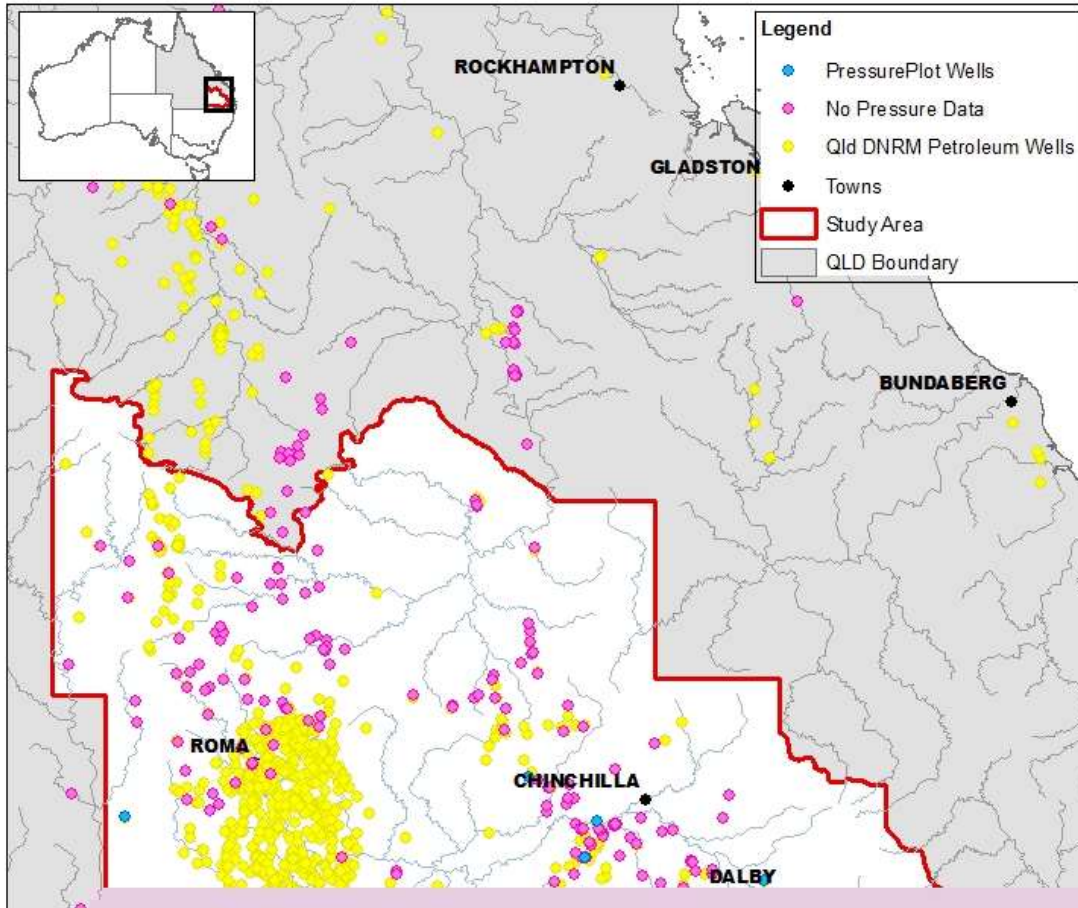 Legend
PressurePlot Wells
No Pressure Data
Qld DNRM Petroleum Wells
Towns
Study Area
QLD Boundary
ROCKHAMPTON
GLADSTON
BUNDABERG
ROMA
CHINCHILLA
DALBY